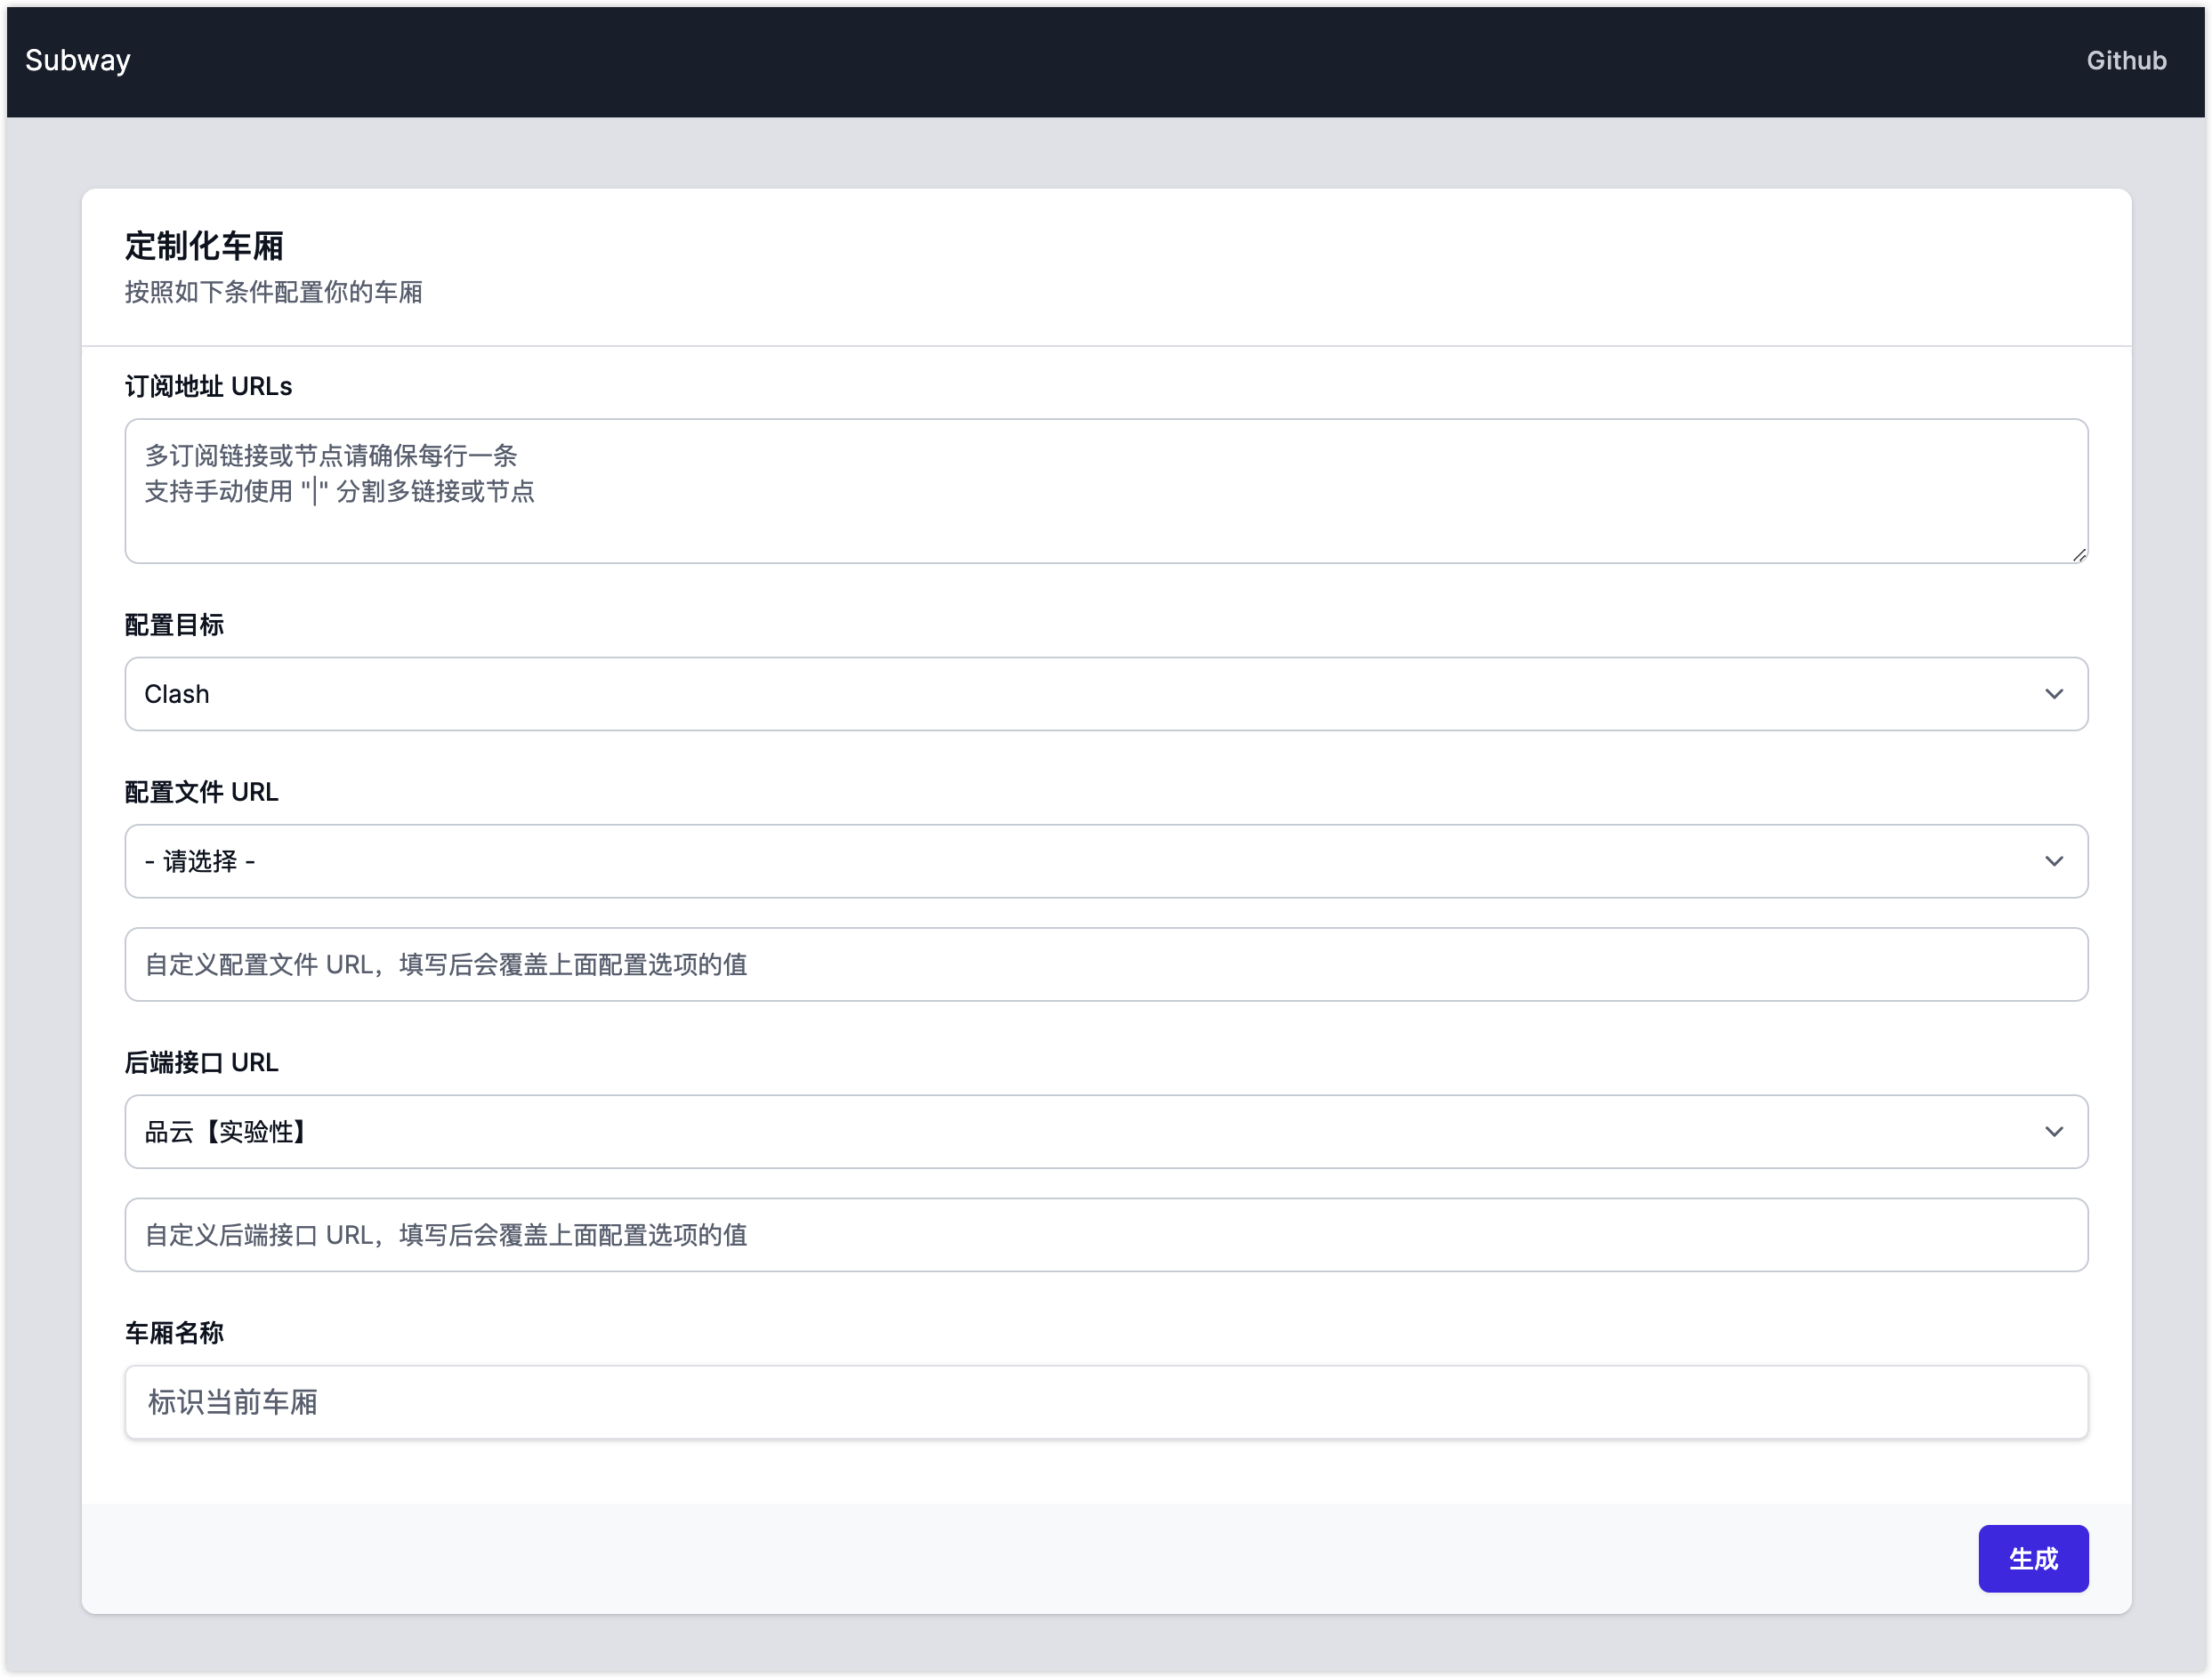 Subway
Github
定制化车厢
按照如下条件配置你的车厢
订阅地址 URLs
多订阅链接或节点请确保每行一条
支持手动使用 "|" 分割多链接或节点
配置目标
Clash
配置文件 URL
- 请选择 -
自定义配置文件 URL，填写后会覆盖上面配置选项的值
后端接口 URL
品云【实验性】
自定义后端接口 URL，填写后会覆盖上面配置选项的值
车厢名称
标识当前车厢
生成